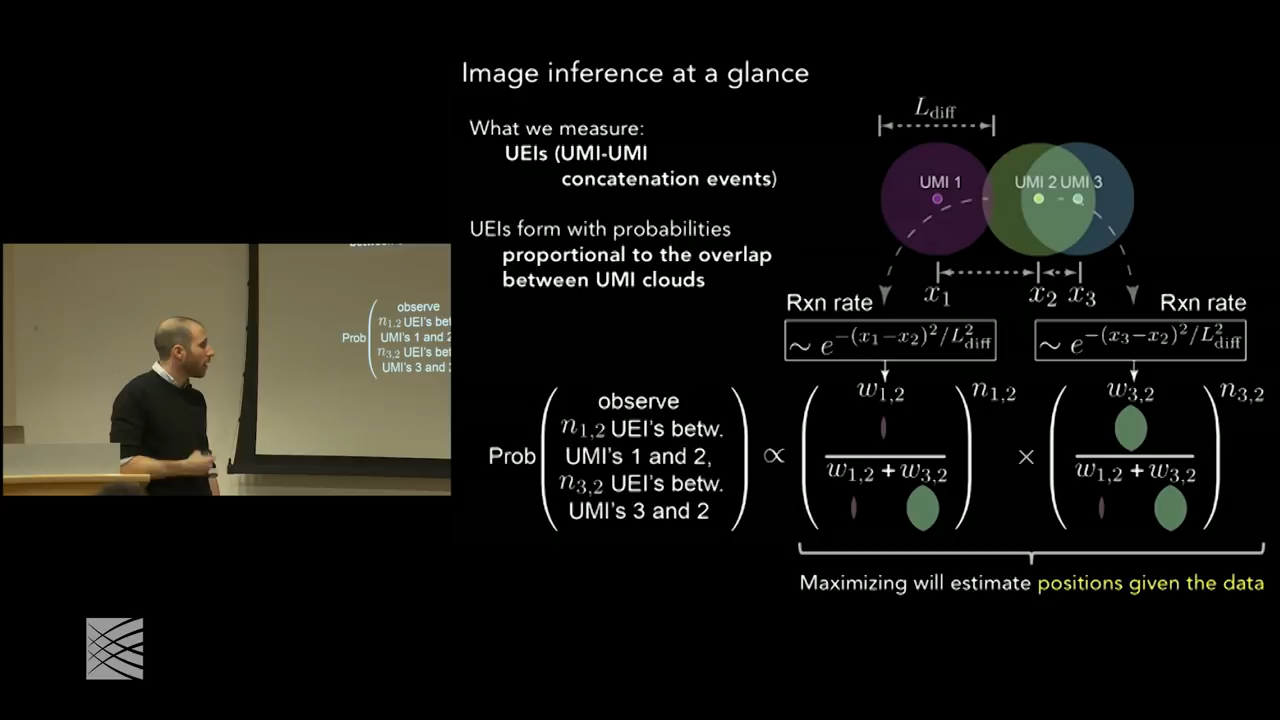 Image inference at a glance
What we measure:
UEIs (UMI-UMI
concatenation events)
UEIs form with probabilities
proportional to the overlap
between UMI clouds
L_diff
UMI 1
UMI 2
UMI 3
x_1
x_2
x_3
Rxn rate
Rxn rate
~ e^{-(x_1-x_2)^2/L_diff^2}
~ e^{-(x_3-x_2)^2/L_diff^2}
Prob
observe
n_{1,2} UEI's betw.
UMI's 1 and 2,
n_{3,2} UEI's betw.
UMI's 3 and 2
∝
( w_{1,2}
w_{1,2} + w_{3,2} )^{n_{1,2}}
×
( w_{3,2}
w_{1,2} + w_{3,2} )^{n_{3,2}}
Maximizing will estimate positions given the data
Prob
observe
n_{1,2} UEI's bet
UMI's 1 and 2
n_{3,2} UEI's bet
UMI's 3 and